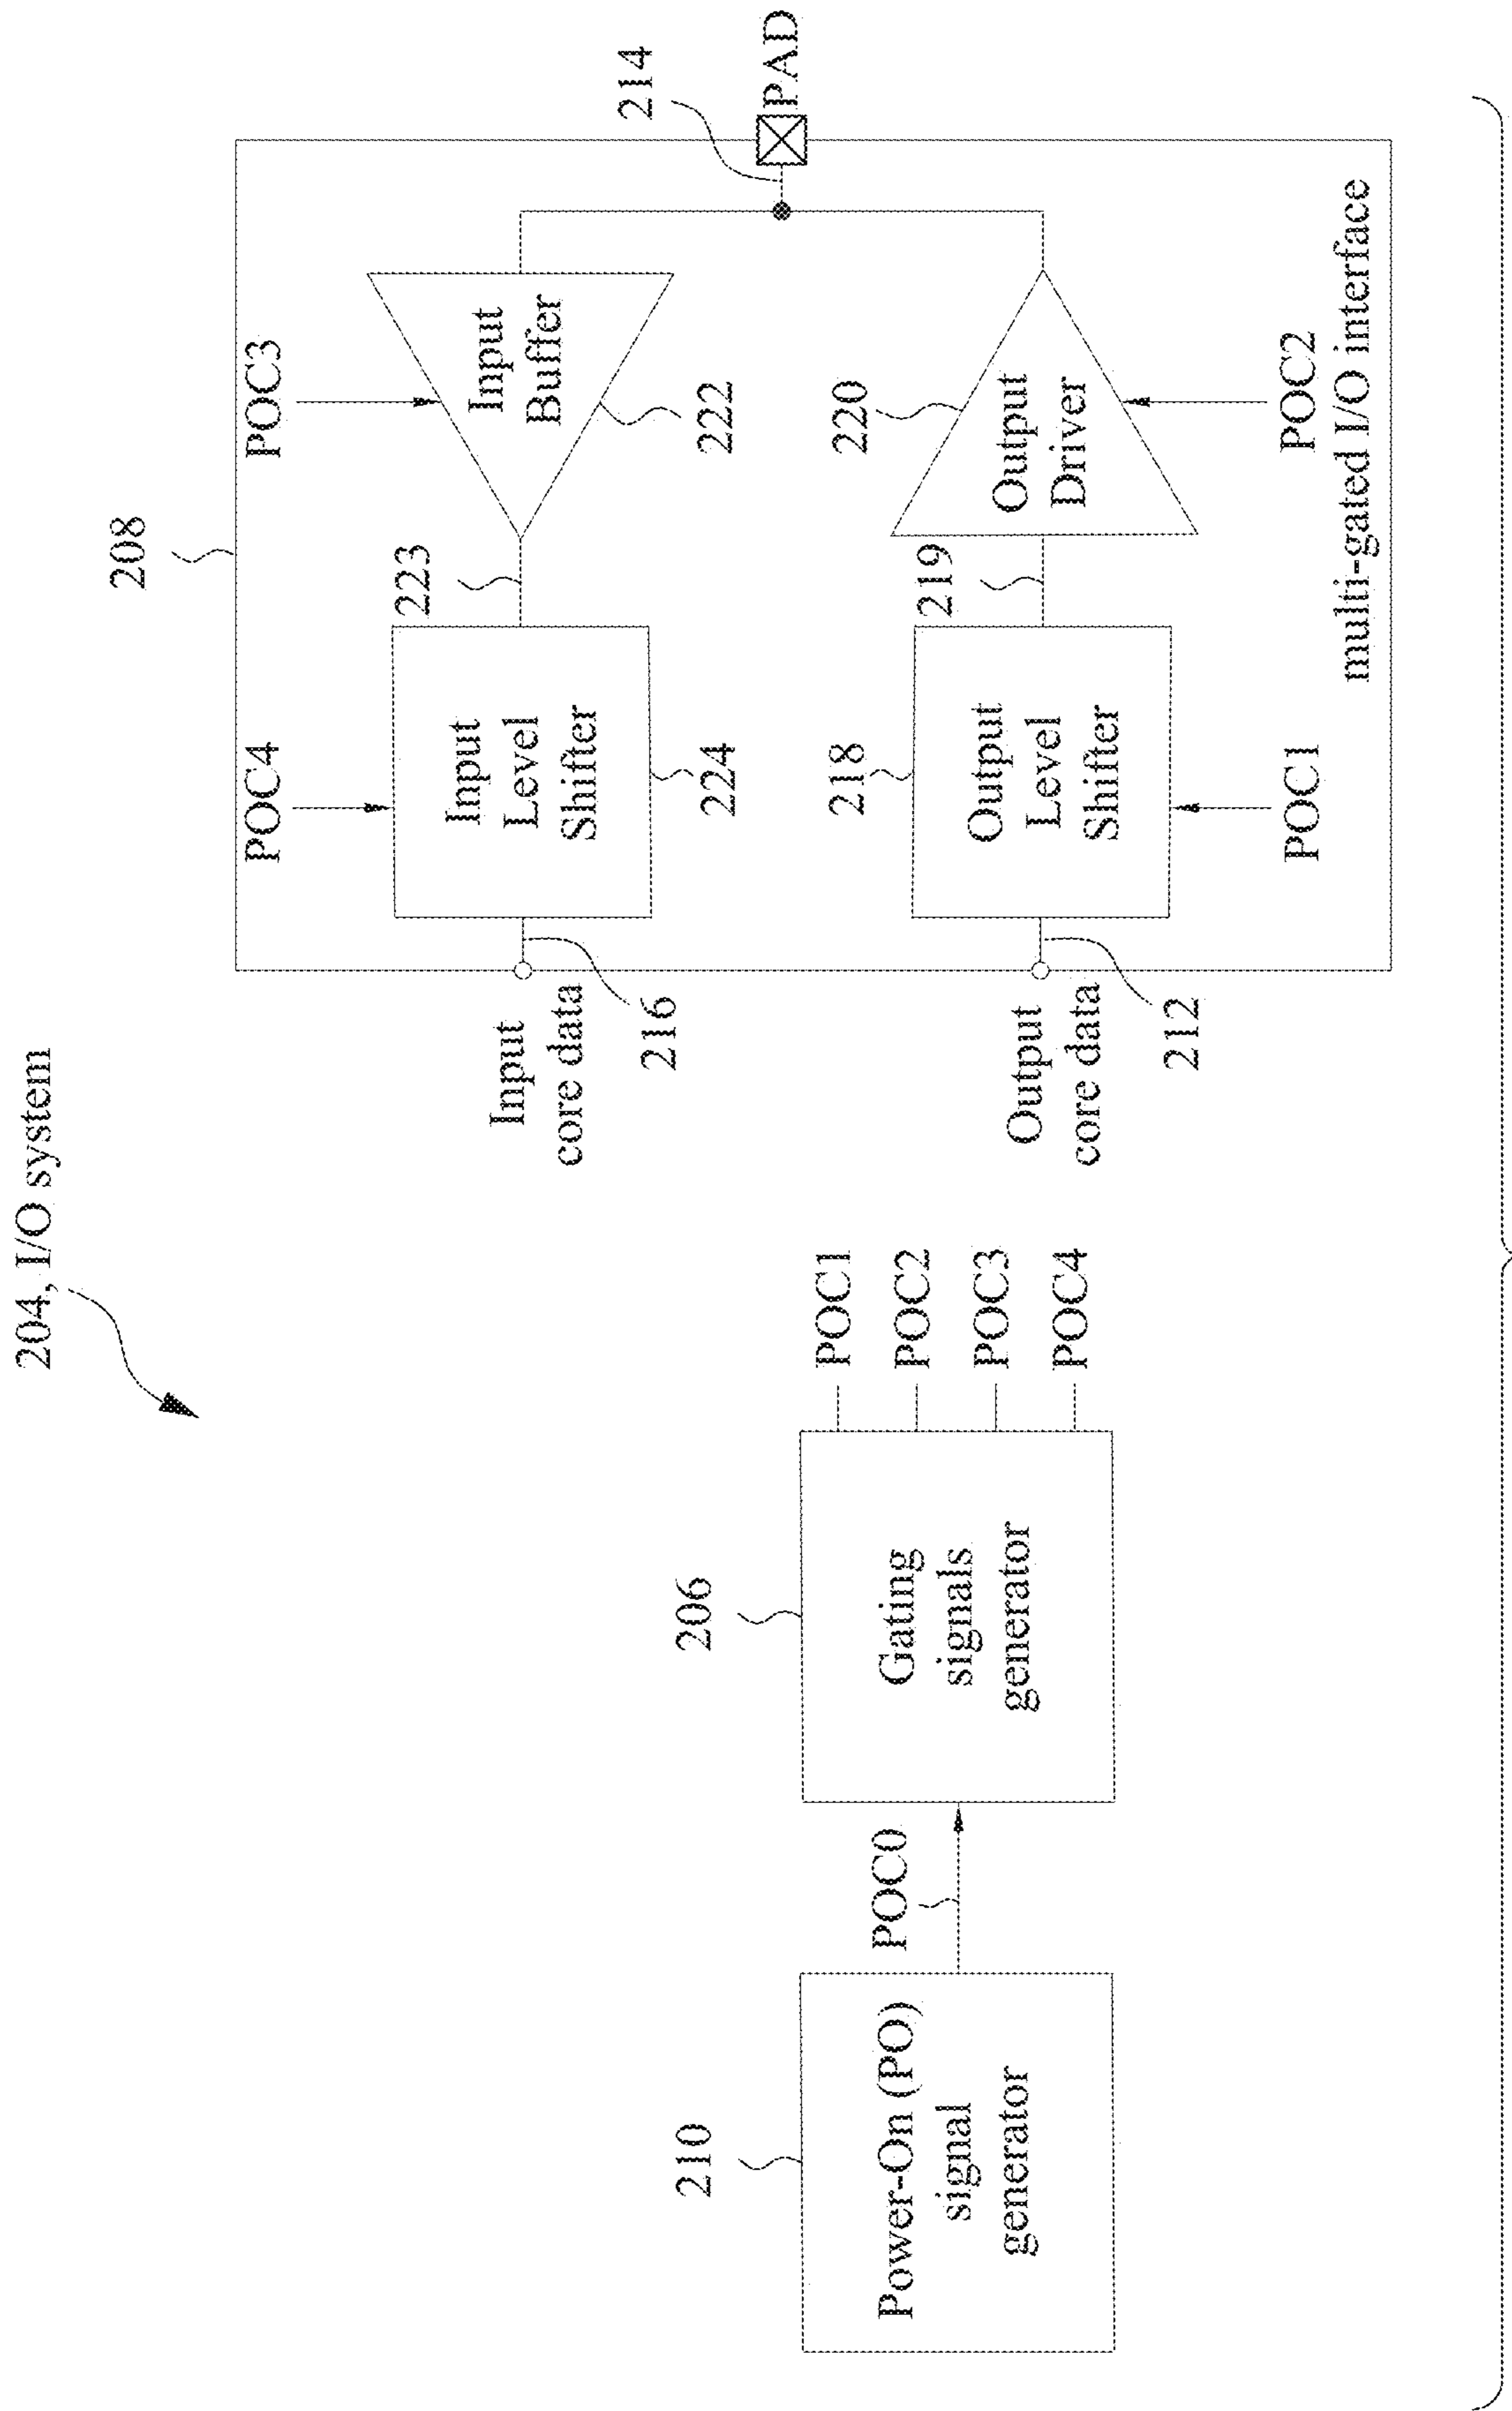 204, I/O system
208
POC4
POC3
Input
Level
Shifter
224
223
Input
Buffer
222
214
PAD
Input
core data
216
Output
core data
212
218
Output
Level
Shifter
219
220
Output
Driver
POC1
POC2
multi-gated I/O interface
210
Power-On (PO)
signal
generator
POC0
206
Gating
signals
generator
POC1
POC2
POC3
POC4